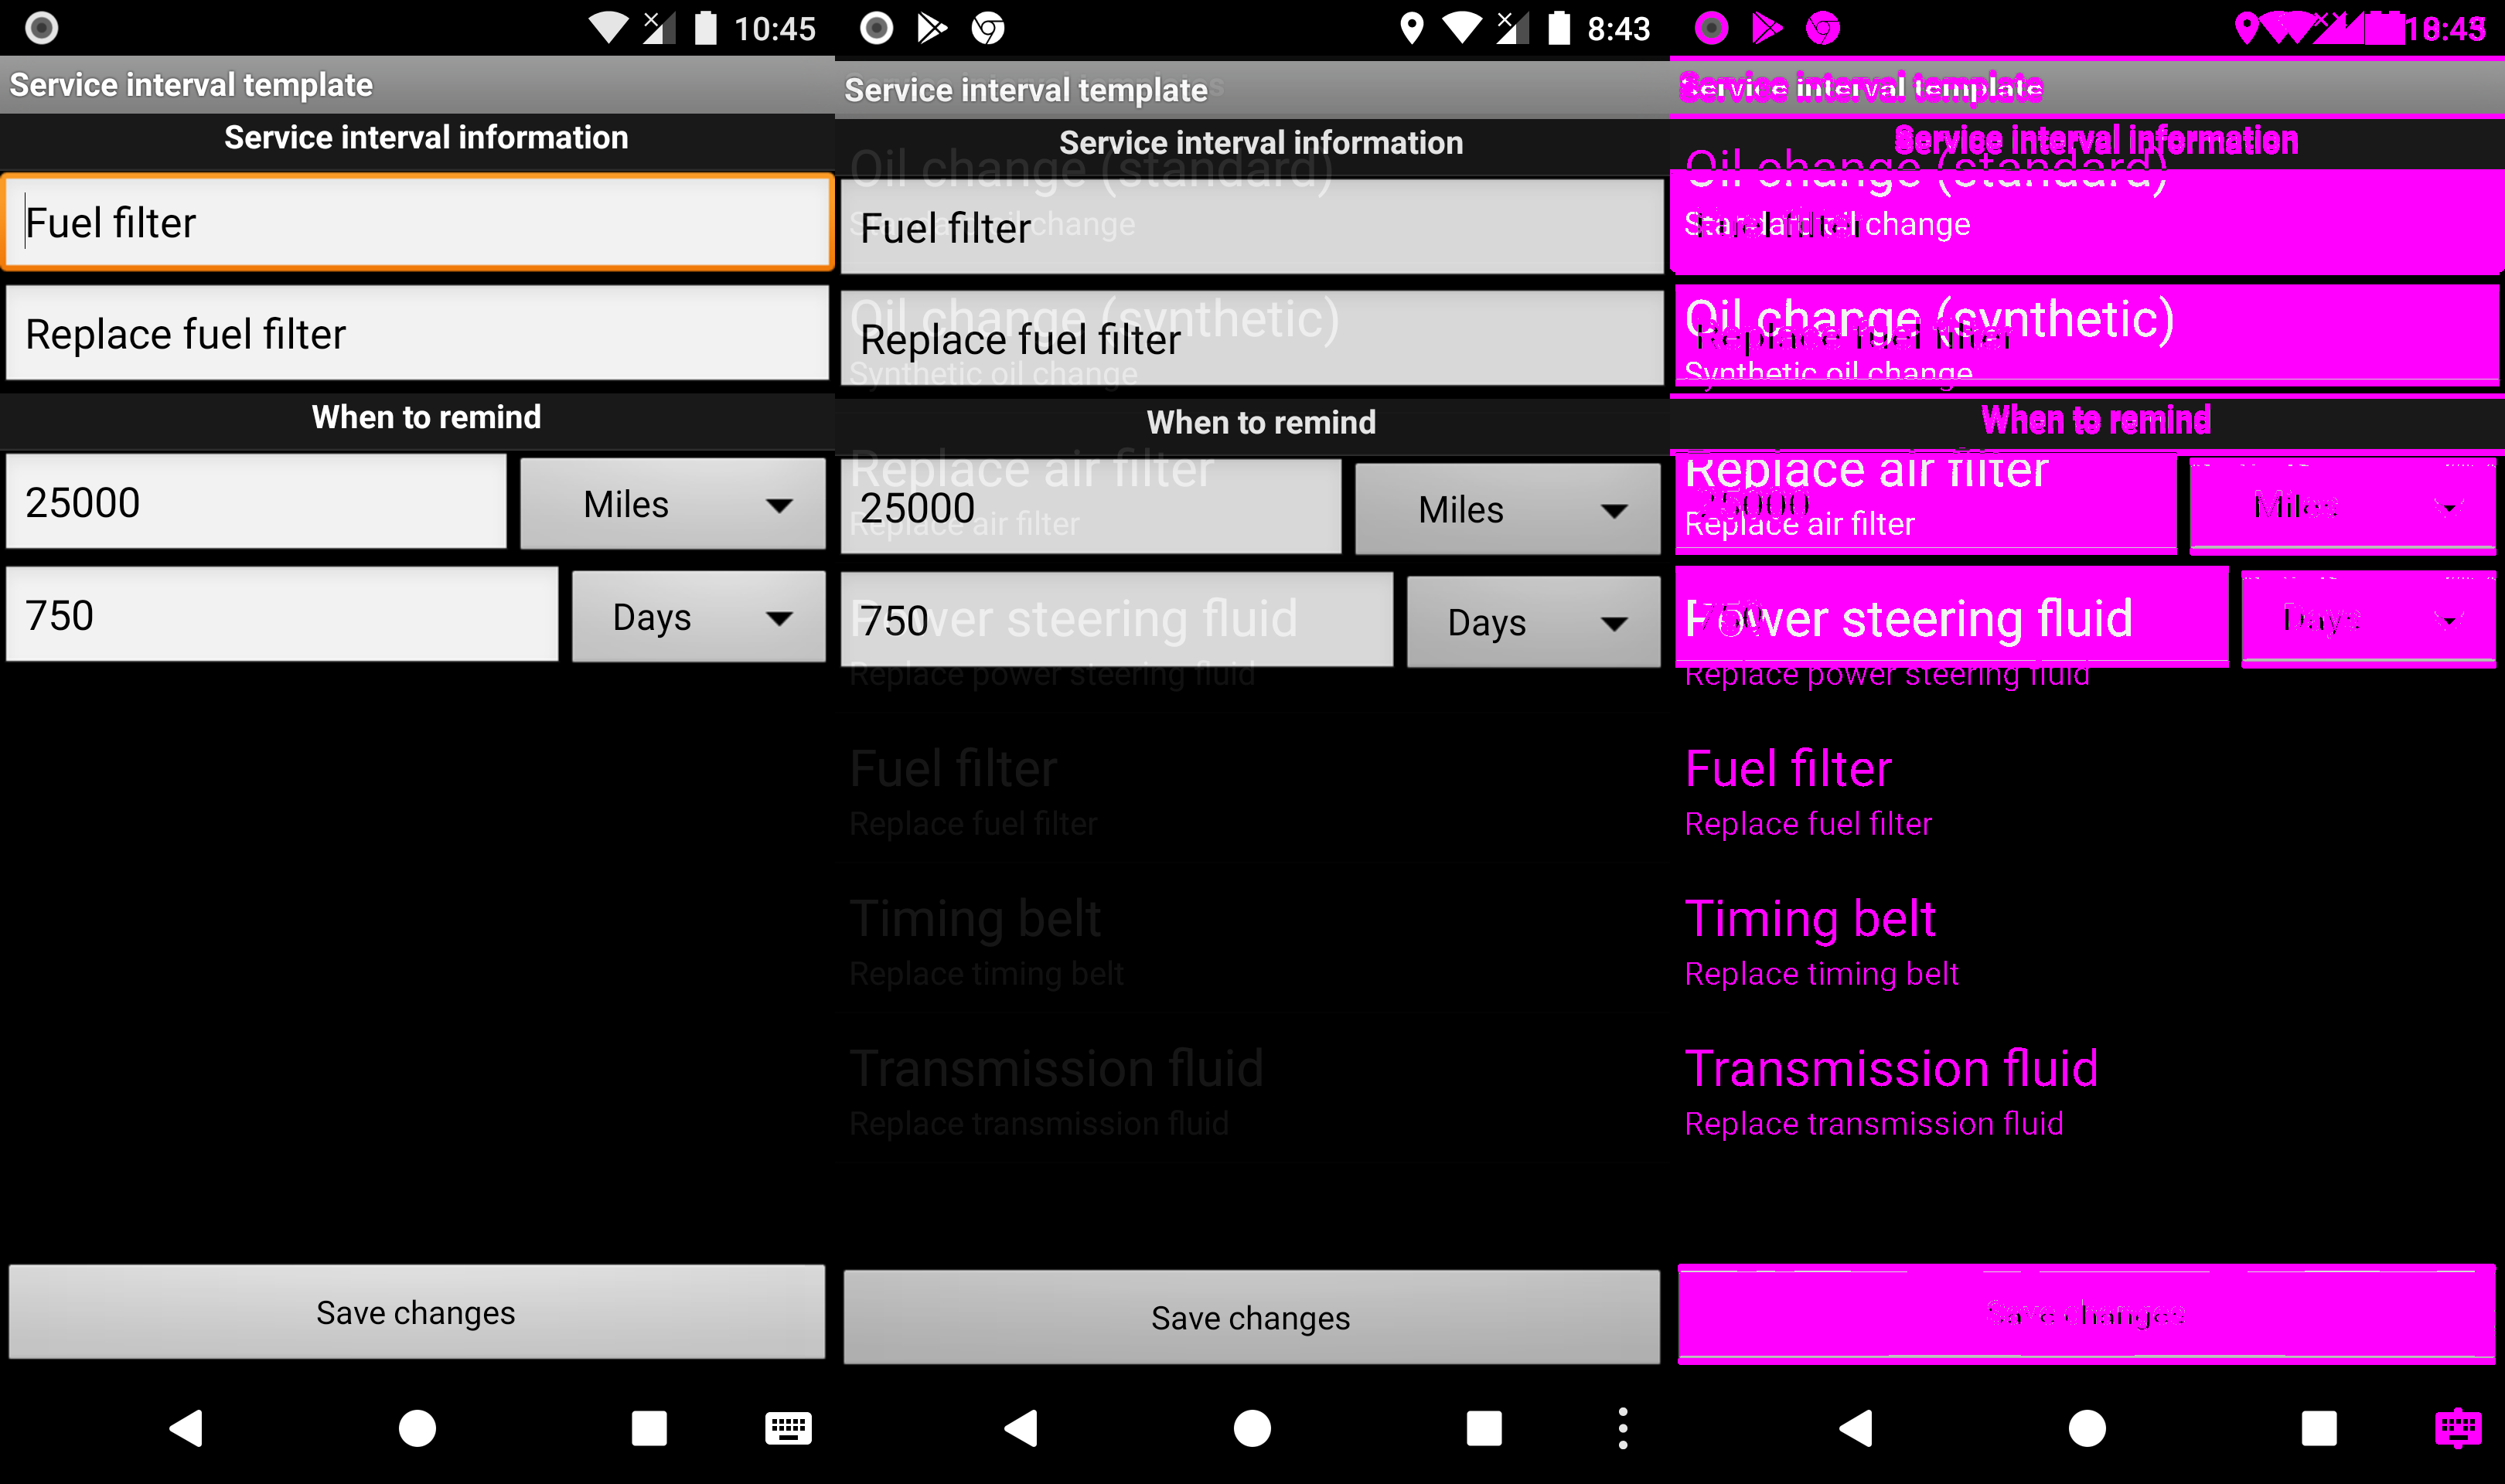 10:45
Service interval template
Service interval information
Fuel filter
Replace fuel filter
When to remind
25000
Miles
750
Days
Save changes
8:43
Service interval template
Service interval information
Oil change (standard)
Fuel filter
Oil change (synthetic)
Replace fuel filter
Synthetic oil change
When to remind
Replace air filter
25000
Miles
Replace air filter
750
Power steering fluid
Days
Replace power steering fluid
Fuel filter
Replace fuel filter
Timing belt
Replace timing belt
Transmission fluid
Replace transmission fluid
Save changes
Service interval template
Service interval information
Oil change (standard)
Standard oil change
Fuel filter
Oil change (synthetic)
Replace fuel filter
Synthetic oil change
When to remind
Replace air filter
25000
Miles
Replace air filter
Power steering fluid
750
Days
Replace power steering fluid
Fuel filter
Replace fuel filter
Timing belt
Replace timing belt
Transmission fluid
Replace transmission fluid
Save changes